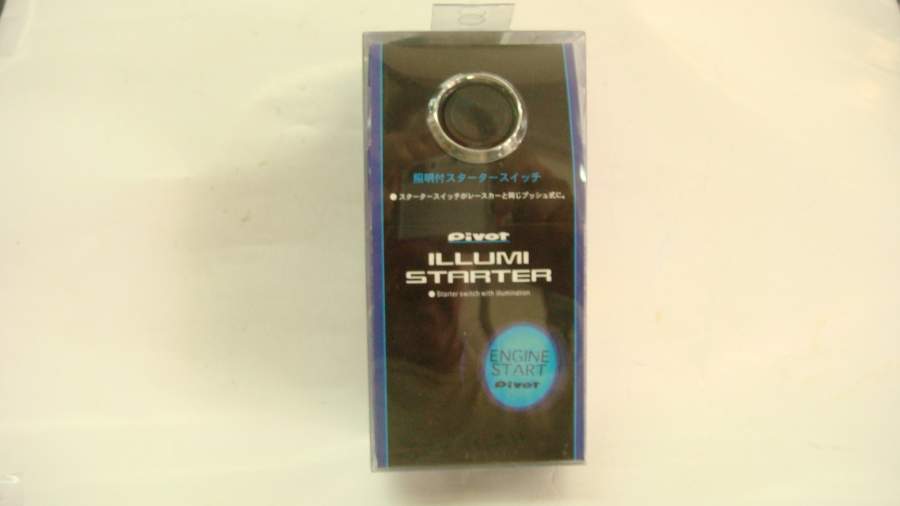 照明付スタータースイッチ
●スタータースイッチがレースカーと同じプッシュ式に。
Pivot
ILLUMI
STARTER
●Starter switch with illumination
ENGINE
START
Pivot